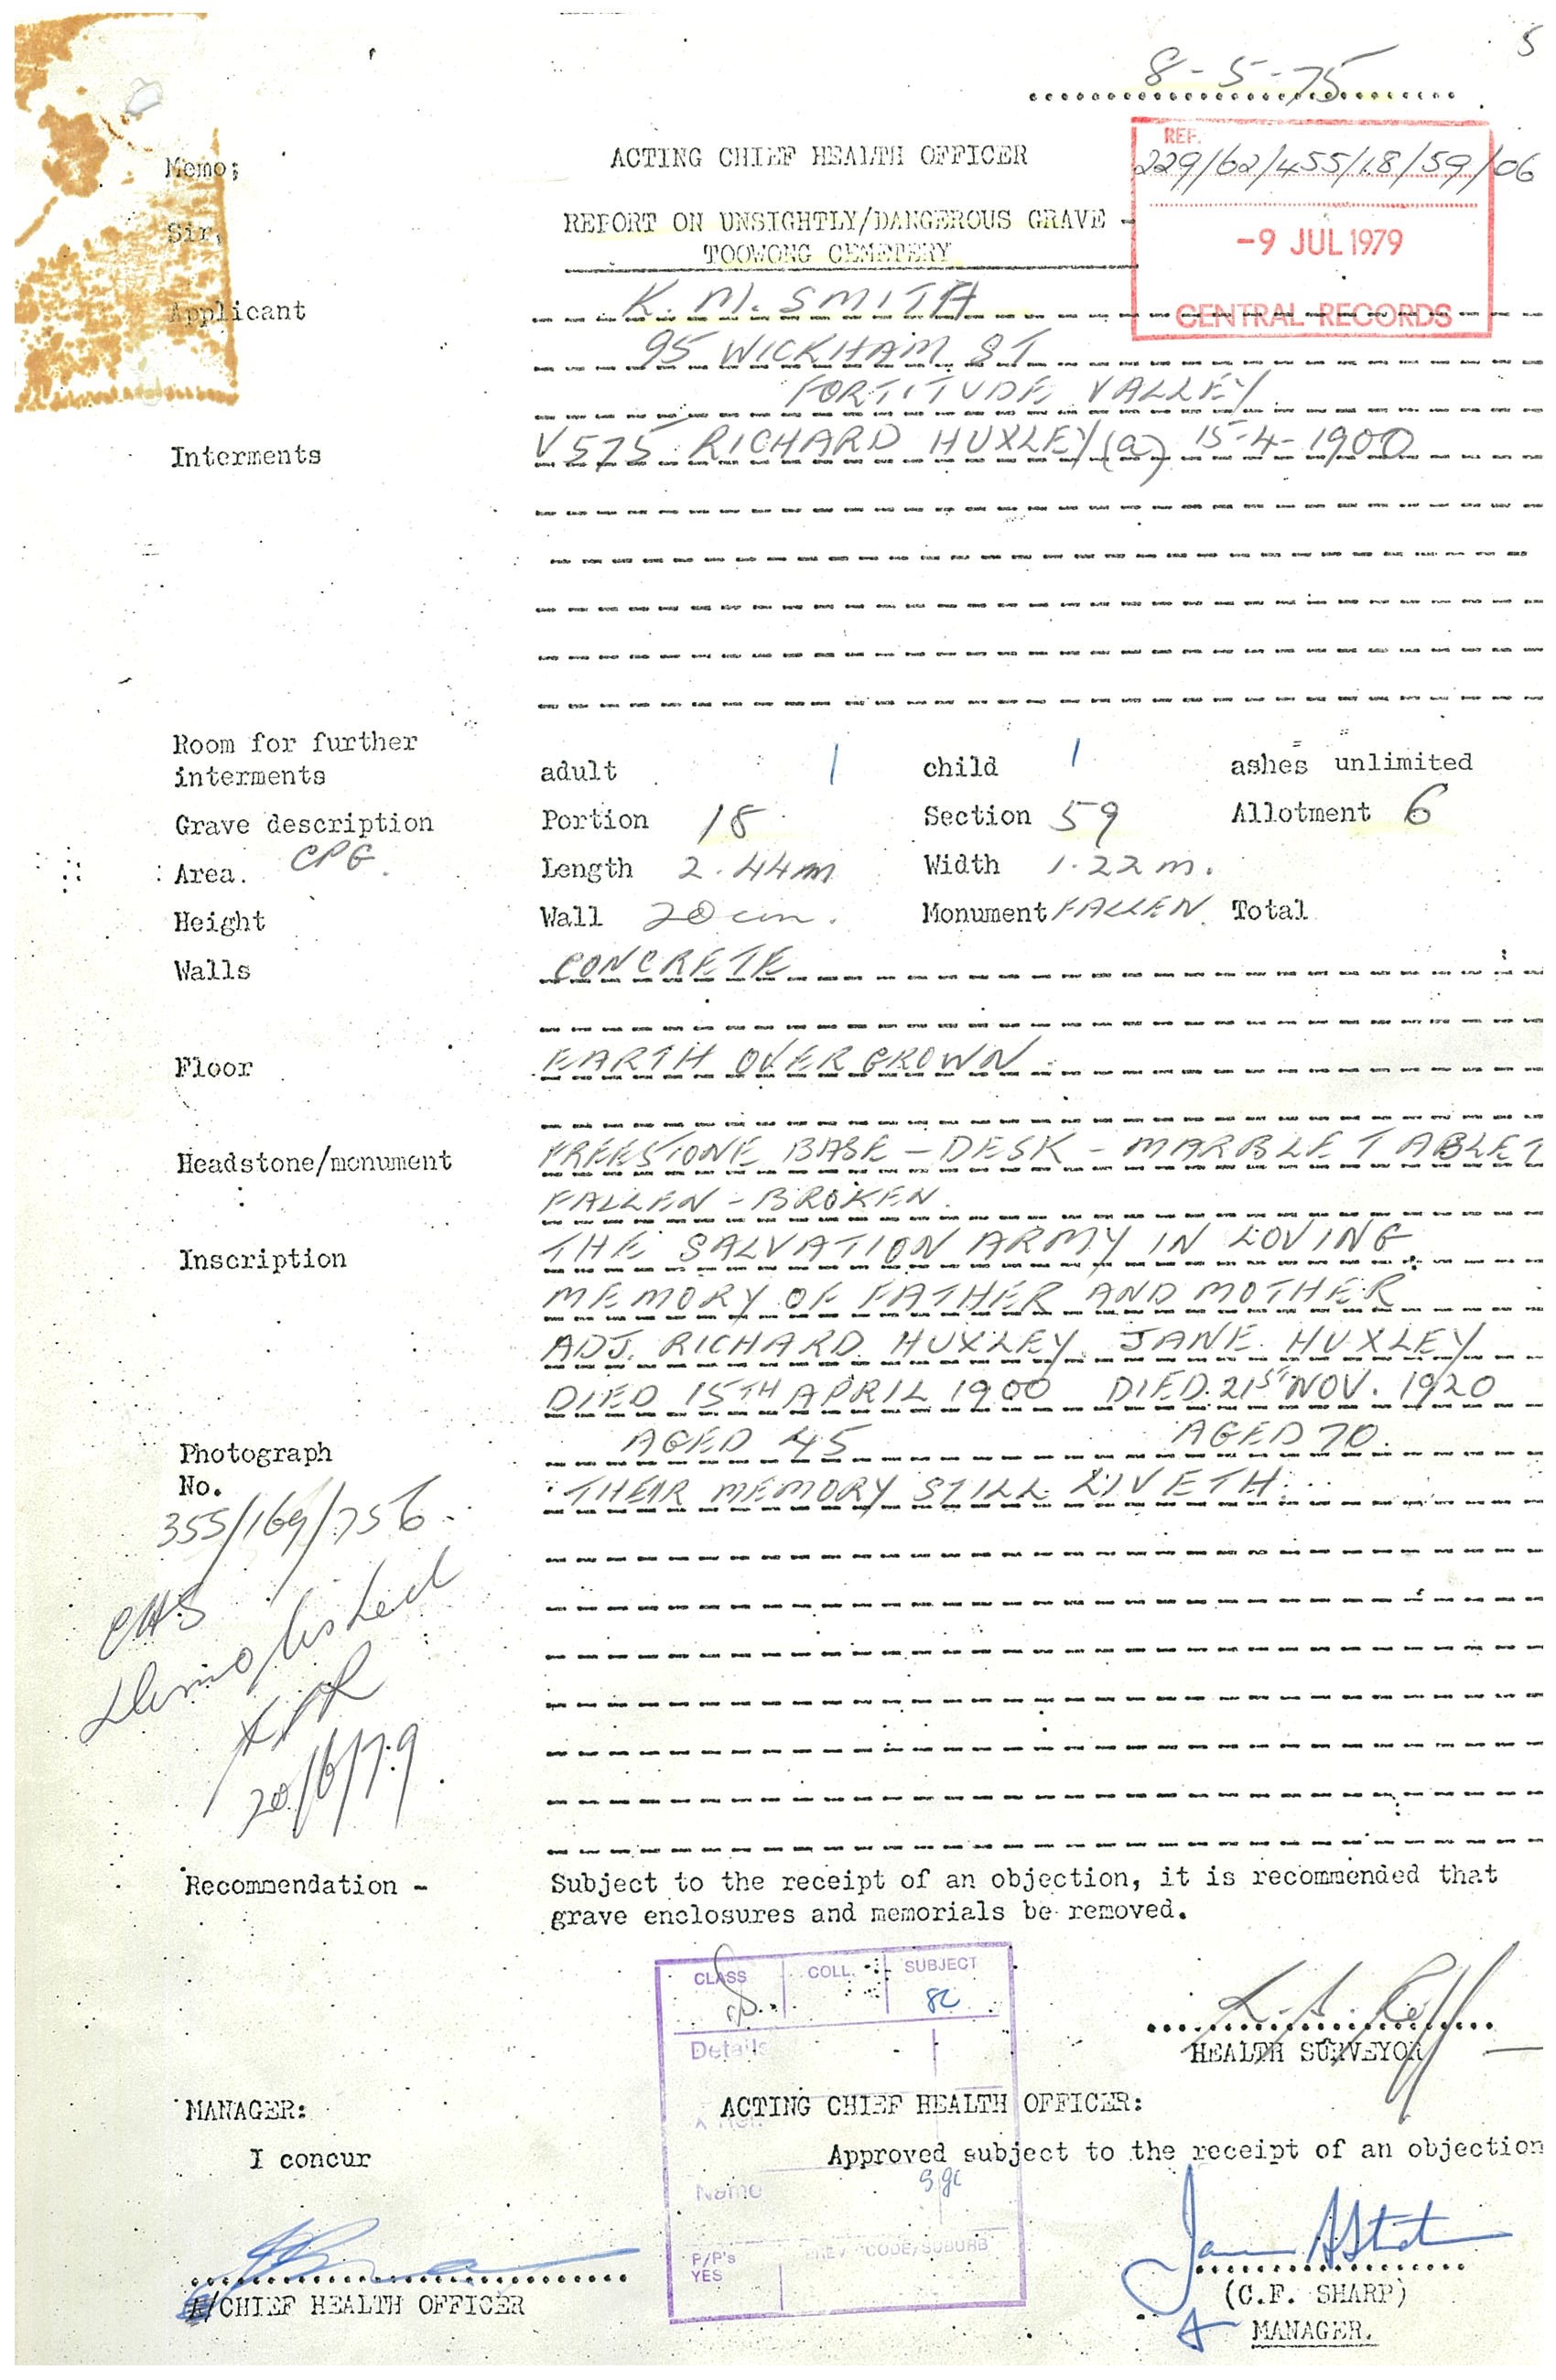 5
8-5-75
Memo;
ACTING CHIEF HEALTH OFFICER
REF.
229/62/455/18/59/06
Sir,
REPORT ON UNSIGHTLY/DANGEROUS GRAVE -
TOOWONG CEMETERY
-9 JUL 1979
CENTRAL RECORDS
Applicant K. M. SMITH
95 WICKHAM ST
FORTITUDE VALLEY
Interments V575 RICHARD HUXLEY (a) 15-4-1900
Room for further
interments adult 1 child 1 ashes unlimited
Grave description Portion 18 Section 59 Allotment 6
Area. CPG Length 2.44m Width 1.22m.
Height Wall 20cm. Monument FALLEN Total
Walls CONCRETE
Floor EARTH OVERGROWN
Headstone/monument FREESTONE BASE - DESK - MARBLE TABLET
FALLEN - BROKEN.
Inscription THE SALVATION ARMY IN LOVING
MEMORY OF FATHER AND MOTHER
ADJ. RICHARD HUXLEY JANE HUXLEY
DIED 15TH APRIL 1900 DIED 21ST NOV. 1920
AGED 45 AGED 70.
THEIR MEMORY STILL LIVETH.
Photograph
No.
355/169/756
CHS
Demolished
20/6/79
Recommendation - Subject to the receipt of an objection, it is recommended that
grave enclosures and memorials be removed.
CLASS COLL. SUBJECT
Details
Name
P/P's
YES
PREV CODE/SUBURB
HEALTH SURVEYOR
MANAGER:
I concur
A/CHIEF HEALTH OFFICER
ACTING CHIEF HEALTH OFFICER:
Approved subject to the receipt of an objection
(C.F. SHARP)
A MANAGER.